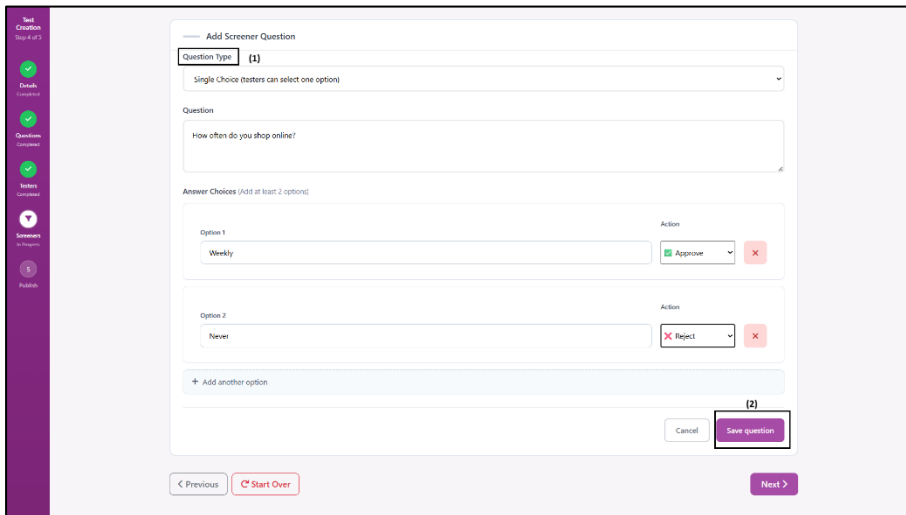 Test
Creation
Step 4 of 5
Details
Completed
Questions
Completed
Testers
Completed
Screeners
In Progress
5
Publish
Add Screener Question
Question Type (1)
Single Choice (testers can select one option)
Question
How often do you shop online?
Answer Choices (Add at least 2 options)
Option 1
Action
Weekly
Approve
Option 2
Action
Never
Reject
+ Add another option
(2)
Cancel
Save question
Previous
Start Over
Next